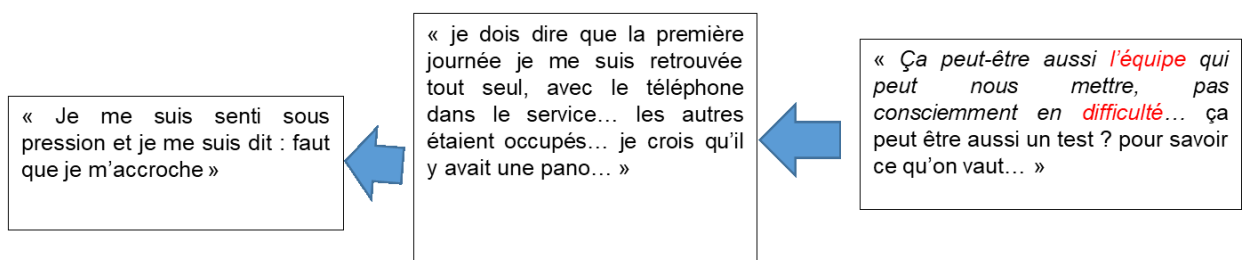 « Je me suis senti sous
pression et je me suis dit : faut
que je m’accroche »
« je dois dire que la première
journée je me suis retrouvée
tout seul, avec le téléphone
dans le service… les autres
étaient occupés… je crois qu’il
y avait une pano… »
« Ça peut-être aussi l’équipe qui
peut nous mettre, pas
consciemment en difficulté… ça
peut être aussi un test ? pour savoir
ce qu’on vaut… »